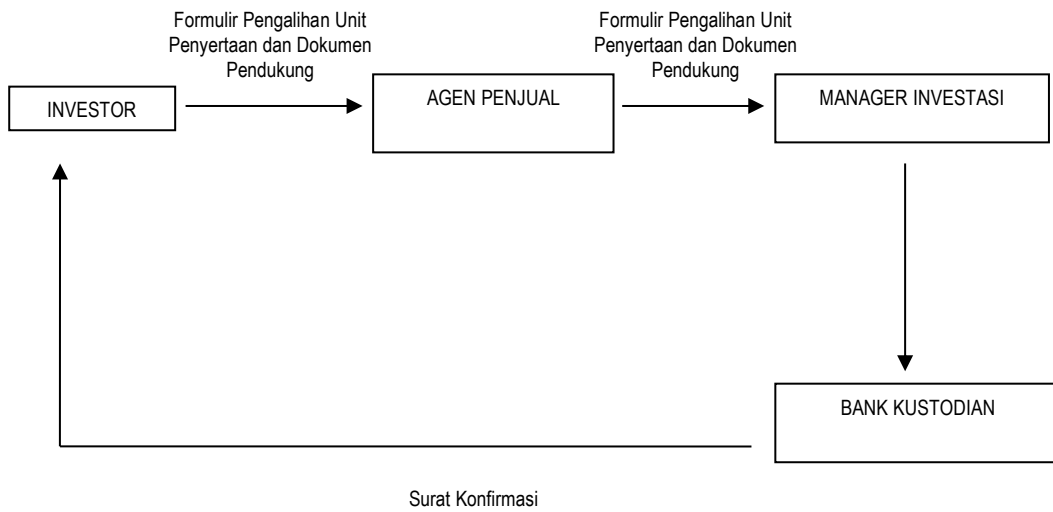 Formulir Pengalihan Unit
Penyertaan dan Dokumen
Pendukung
Formulir Pengalihan Unit
Penyertaan dan Dokumen
Pendukung
INVESTOR
AGEN PENJUAL
MANAGER INVESTASI
BANK KUSTODIAN
Surat Konfirmasi